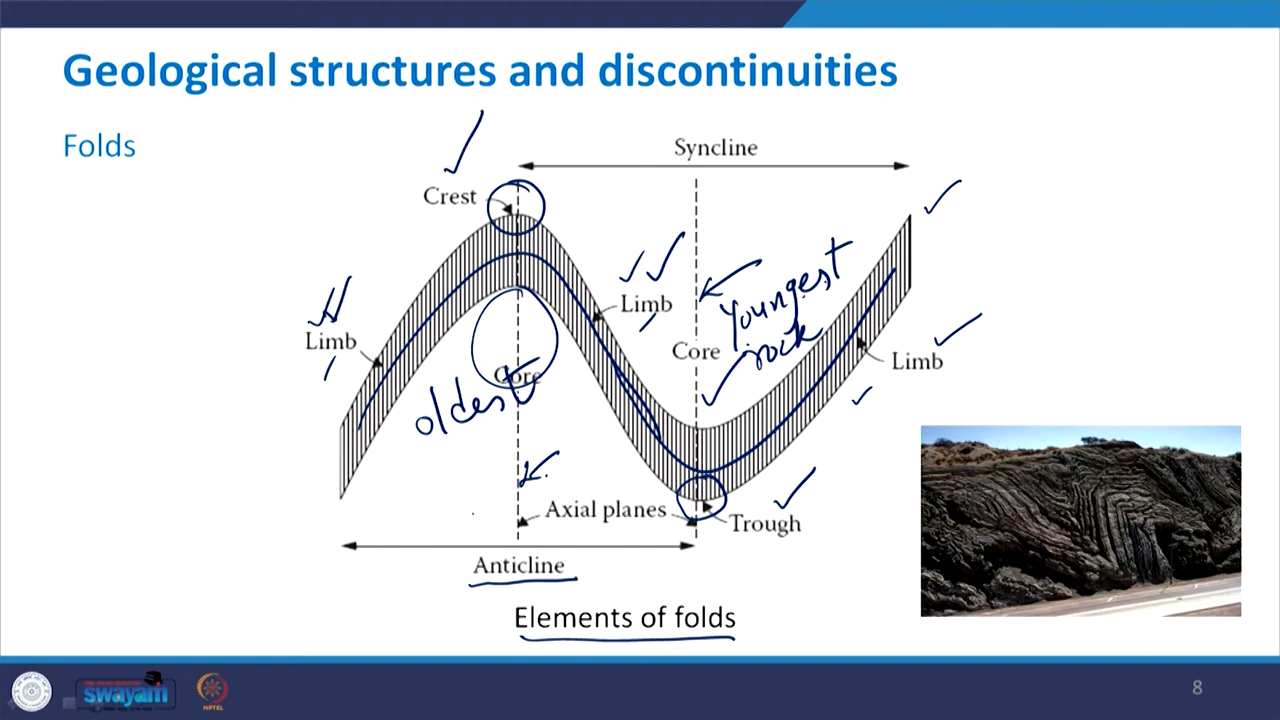 Geological structures and discontinuities
Folds
Syncline
Crest
Limb
Limb
Youngest
rock
Core
Limb
Core
oldest
Axial planes
Trough
Anticline
Elements of folds
swayam
NPTEL
8